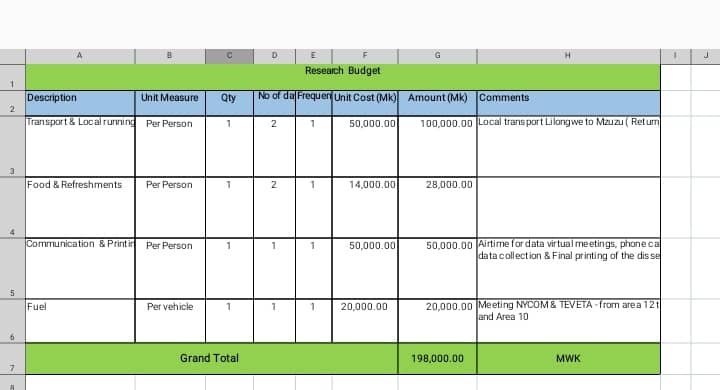 A B C D E F G H I J
1 Research Budget
2 Description Unit Measure Qty No of da Frequen Unit Cost (Mk) Amount (Mk) Comments
3 Transport & Local running Per Person 1 2 1 50,000.00 100,000.00 Local transport Lilongwe to Mzuzu ( Return
4 Food & Refreshments Per Person 1 2 1 14,000.00 28,000.00
5 Communication & Printin Per Person 1 1 1 50,000.00 50,000.00 Airtime for data virtual meetings, phone ca
data collection & Final printing of the disse
6 Fuel Per vehicle 1 1 1 20,000.00 20,000.00 Meeting NYCOM & TEVETA - from area 12 t
and Area 10
7 Grand Total 198,000.00 MWK
8